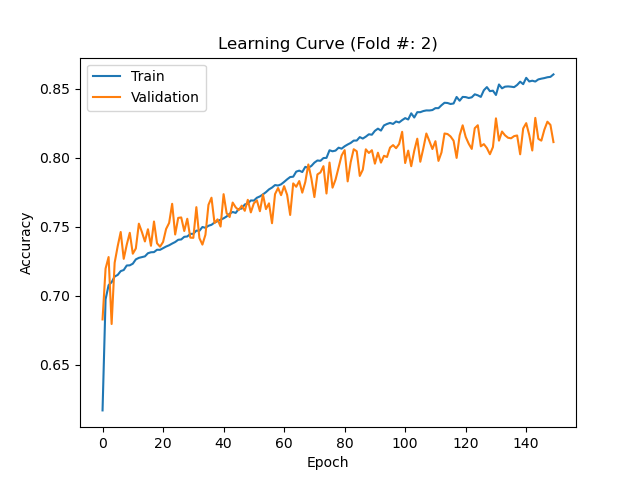 Learning Curve (Fold #: 2)
Train
Validation
0.85
0.80
0.75
0.70
0.65
Accuracy
0 20 40 60 80 100 120 140
Epoch